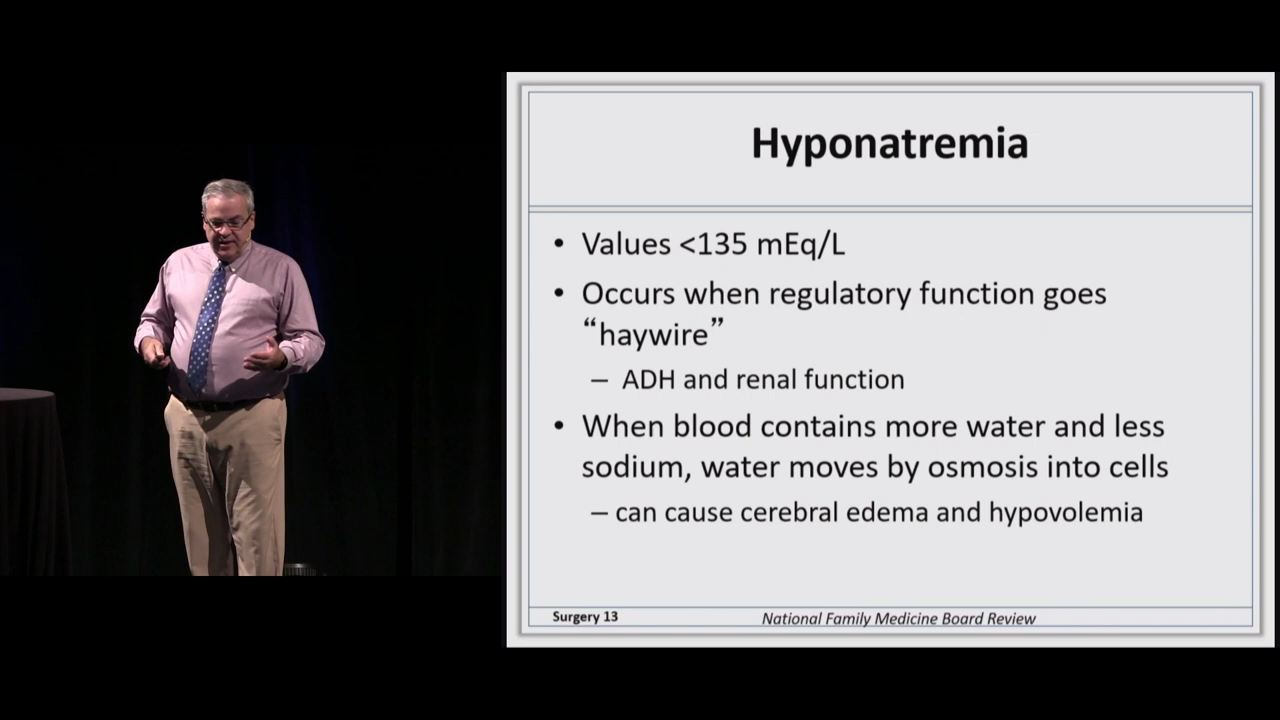 Hyponatremia
• Values <135 mEq/L
• Occurs when regulatory function goes
“haywire”
– ADH and renal function
• When blood contains more water and less
sodium, water moves by osmosis into cells
– can cause cerebral edema and hypovolemia
Surgery 13
National Family Medicine Board Review